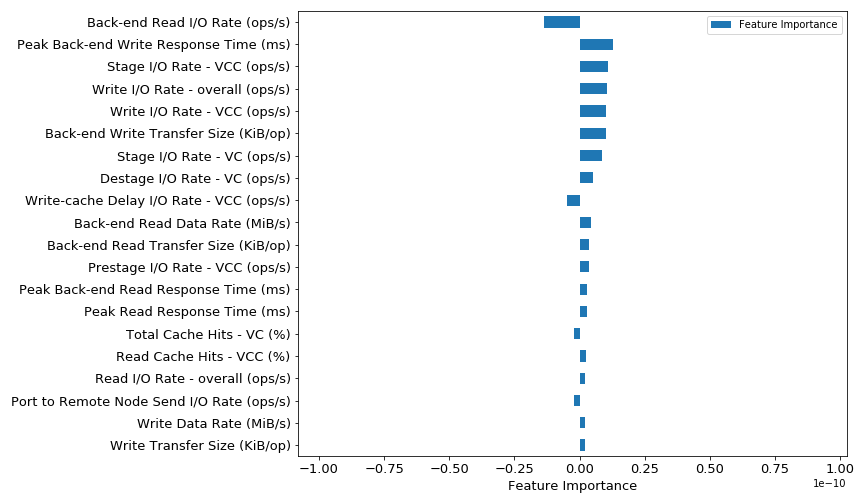 Back-end Read I/O Rate (ops/s)
Peak Back-end Write Response Time (ms)
Stage I/O Rate - VCC (ops/s)
Write I/O Rate - overall (ops/s)
Write I/O Rate - VCC (ops/s)
Back-end Write Transfer Size (KiB/op)
Stage I/O Rate - VC (ops/s)
Destage I/O Rate - VC (ops/s)
Write-cache Delay I/O Rate - VCC (ops/s)
Back-end Read Data Rate (MiB/s)
Back-end Read Transfer Size (KiB/op)
Prestage I/O Rate - VCC (ops/s)
Peak Back-end Read Response Time (ms)
Peak Read Response Time (ms)
Total Cache Hits - VC (%)
Read Cache Hits - VCC (%)
Read I/O Rate - overall (ops/s)
Port to Remote Node Send I/O Rate (ops/s)
Write Data Rate (MiB/s)
Write Transfer Size (KiB/op)
Feature Importance
−1.00 −0.75 −0.50 −0.25 0.00 0.25 0.50 0.75 1.00
Feature Importance
1e−10